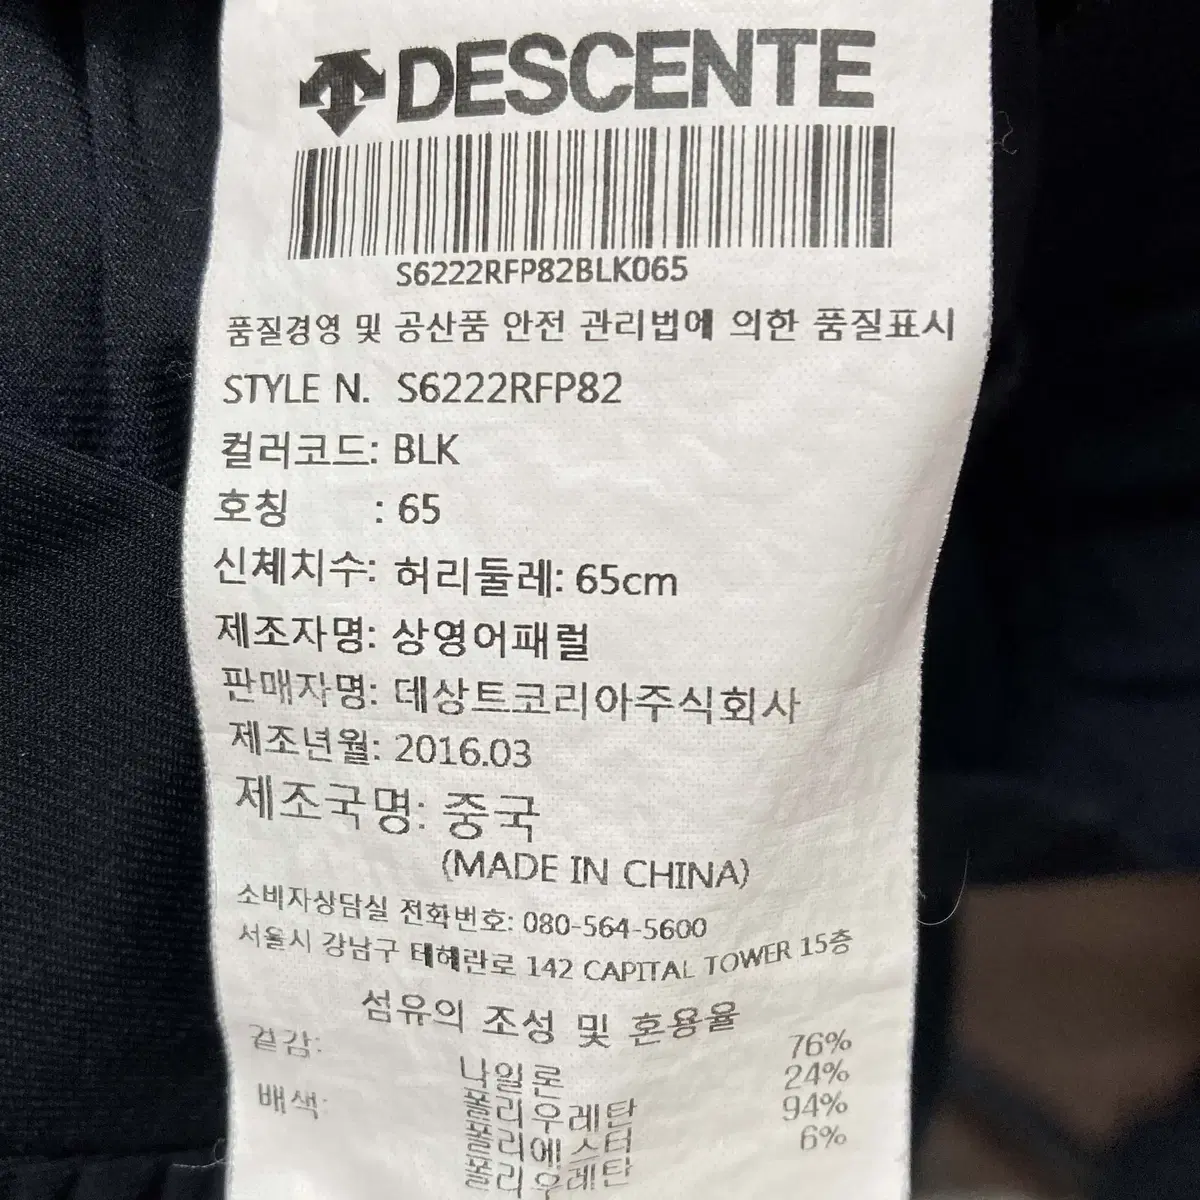 DESCENTE
S6222RFP82BLK065
품질경영 및 공산품 안전 관리법에 의한 품질표시
STYLE N. S6222RFP82
컬러코드: BLK
호칭 : 65
신체치수: 허리둘레: 65cm
제조자명: 상영어패럴
판매자명: 데상트코리아주식회사
제조년월: 2016.03
제조국명: 중국
(MADE IN CHINA)
소비자상담실 전화번호: 080-564-5600
서울시 강남구 테헤란로 142 CAPITAL TOWER 15층
섬유의 조성 및 혼용율
겉감: 나일론 76%
폴리우레탄 24%
배색: 폴리에스터 94%
폴리우레탄 6%